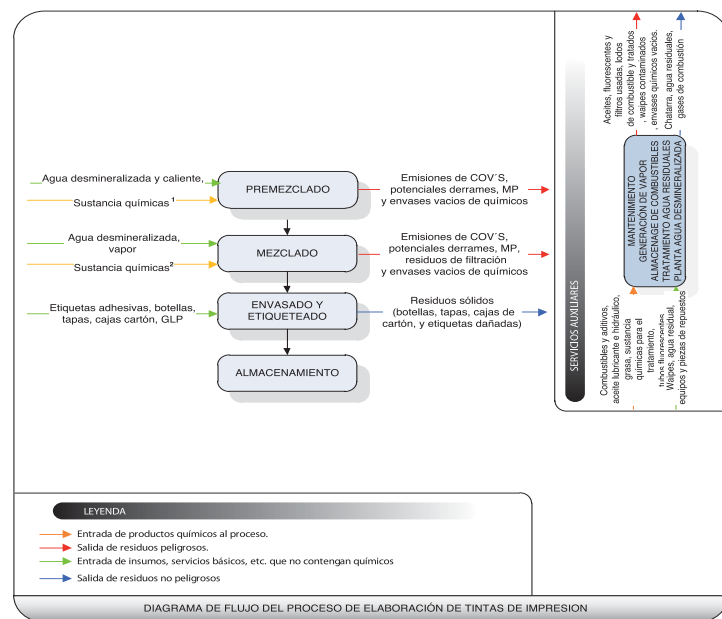 Agua desmineralizada y caliente,
Sustancia químicas ¹
PREMEZCLADO
Emisiones de COV´S,
potenciales derrames, MP
y envases vacios de químicos
Agua desmineralizada,
vapor
Sustancia químicas²
MEZCLADO
Emisiones de COV´S,
potenciales derrames, MP,
residuos de filtración
y envases vacios de químicos
Etiquetas adhesivas, botellas,
tapas, cajas cartón, GLP
ENVASADO Y
ETIQUETEADO
Residuos sólidos
(botellas, tapas, cajas de
cartón, y etiquetas dañadas)
ALMACENAMIENTO
SERVICIOS AUXILIARES
Aceites, fluorescentes y
filtros usadas, lodos
de combustible y tratados
, waipes contaminados
, envases químicos vacios.
Chatarra, agua residuales,
gases de combustión
MANTENIMIENTO
GENERACIÓN DE VAPOR
ALMACENAGE DE COMBUSTIBLES
TRATAMIENTO AGUA RESIDUALES
PLANTA AGUA DESMINERALIZADA
Combustibles y aditivos,
aceite lubricante e hidráulico,
grasa, sustancia
químicas para el
tratamiento,
tubos fluorescentes
Waipes, agua residual,
equipos y piezas de repuestos
LEYENDA
Entrada de productos químicos al proceso.
Salida de residuos peligrosos.
Entrada de insumos, servicios básicos, etc. que no contengan químicos
Salida de residuos no peligrosos
DIAGRAMA DE FLUJO DEL PROCESO DE ELABORACIÓN DE TINTAS DE IMPRESION